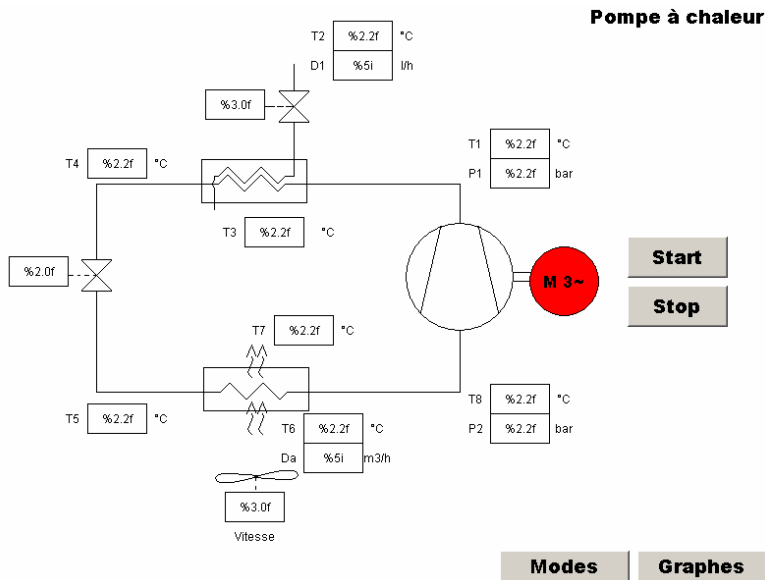 Pompe à chaleur
T2 %2.2f °C
D1 %5i l/h
%3.0f
T1 %2.2f °C
T4 %2.2f °C
P1 %2.2f bar
T3 %2.2f °C
Start
%2.0f
M 3~
Stop
T7 %2.2f °C
T8 %2.2f °C
T5 %2.2f °C
T6 %2.2f °C
P2 %2.2f bar
Da %5i m3/h
%3.0f
Vitesse
Modes
Graphes